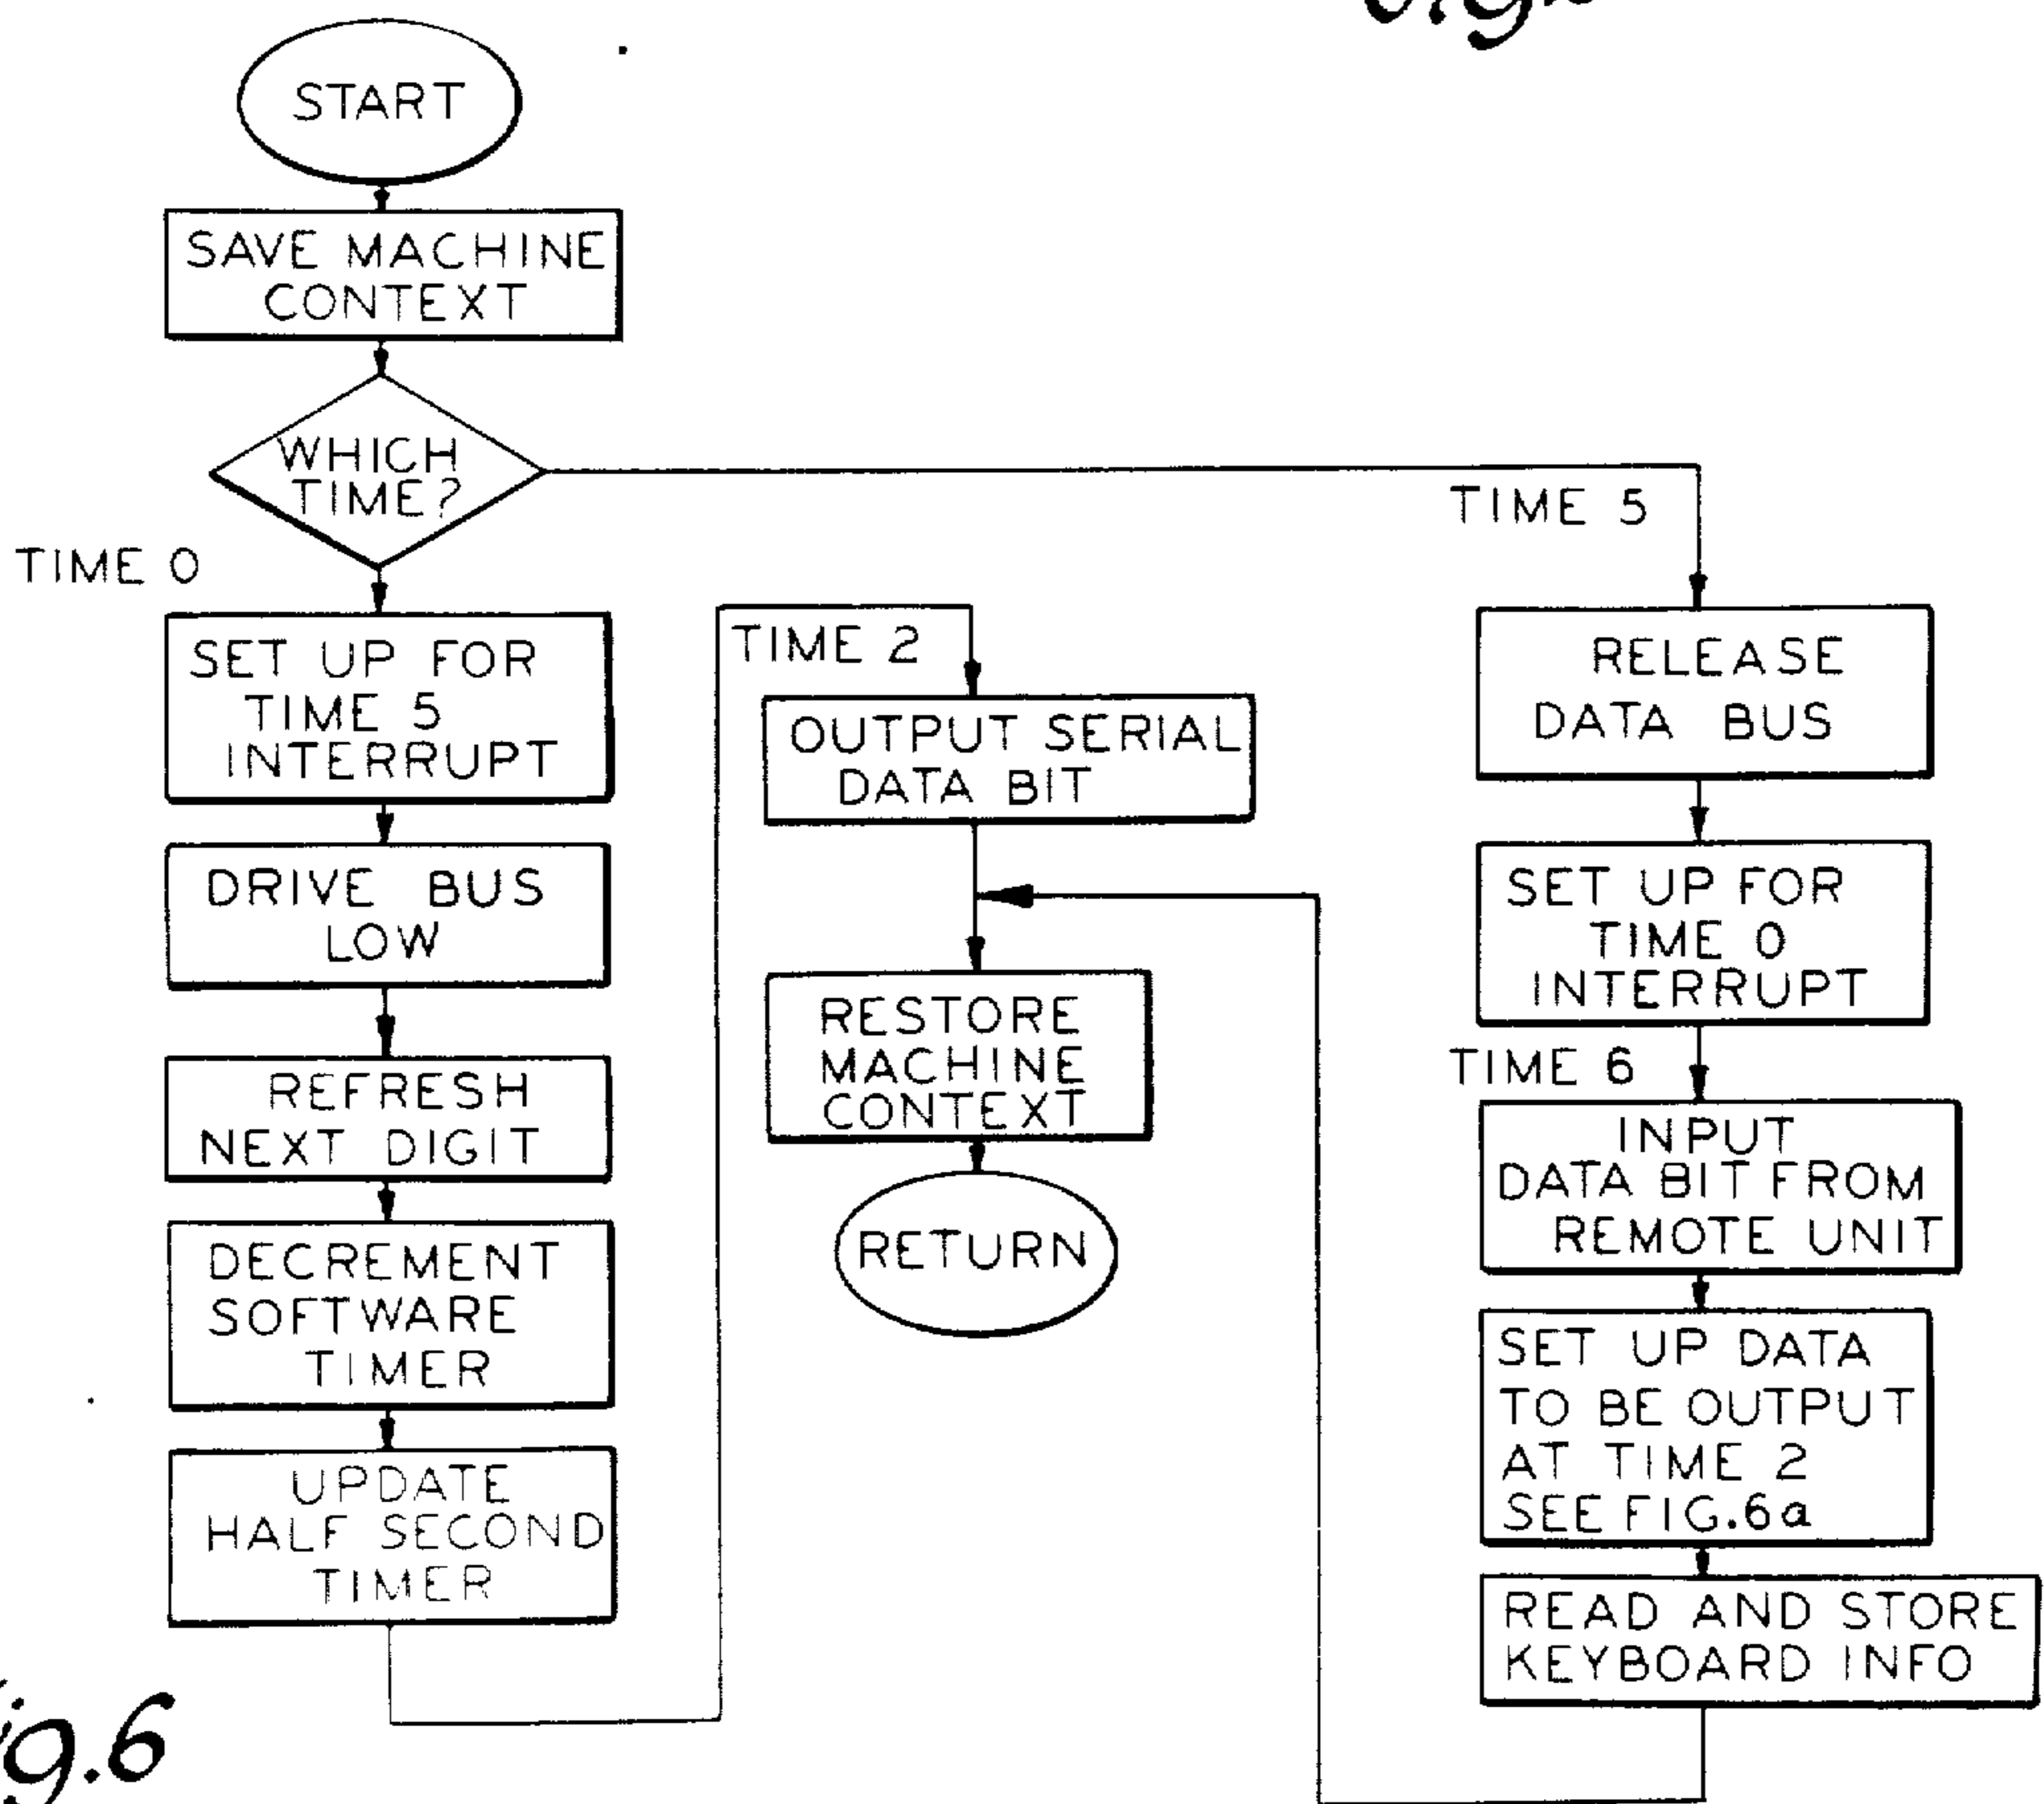 START
SAVE MACHINE
CONTEXT
WHICH
TIME?
TIME 0
SET UP FOR
TIME 5
INTERRUPT
DRIVE BUS
LOW
REFRESH
NEXT DIGIT
DECREMENT
SOFTWARE
TIMER
UPDATE
HALF SECOND
TIMER
TIME 2
OUTPUT SERIAL
DATA BIT
RESTORE
MACHINE
CONTEXT
RETURN
TIME 5
RELEASE
DATA BUS
SET UP FOR
TIME 0
INTERRUPT
TIME 6
INPUT
DATA BIT FROM
REMOTE UNIT
SET UP DATA
TO BE OUTPUT
AT TIME 2
SEE FIG.6a
READ AND STORE
KEYBOARD INFO
ig.6